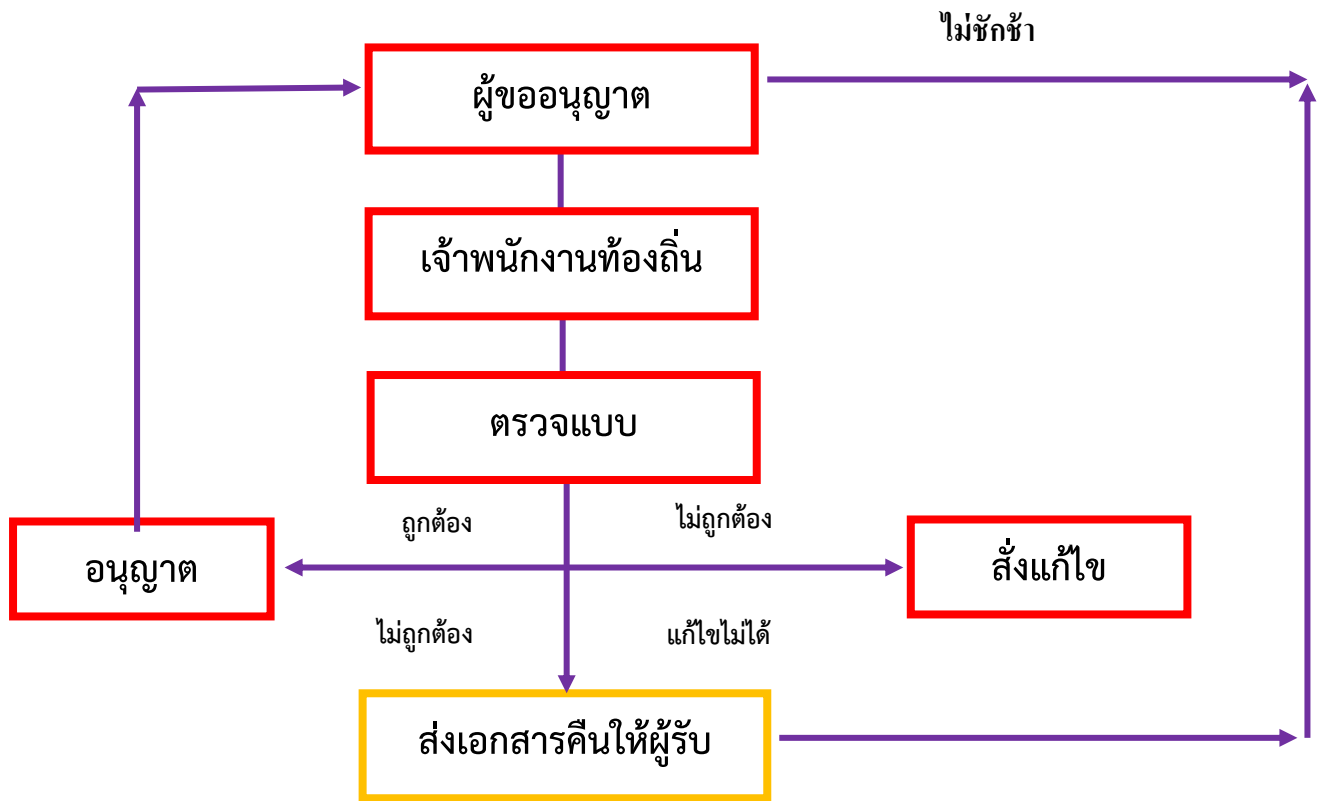 ไม่ชักช้า
ผู้ขออนุญาต
เจ้าพนักงานท้องถิ่น
ตรวจแบบ
ถูกต้อง
ไม่ถูกต้อง
อนุญาต
สั่งแก้ไข
ไม่ถูกต้อง
แก้ไขไม่ได้
ส่งเอกสารคืนให้ผู้รับ